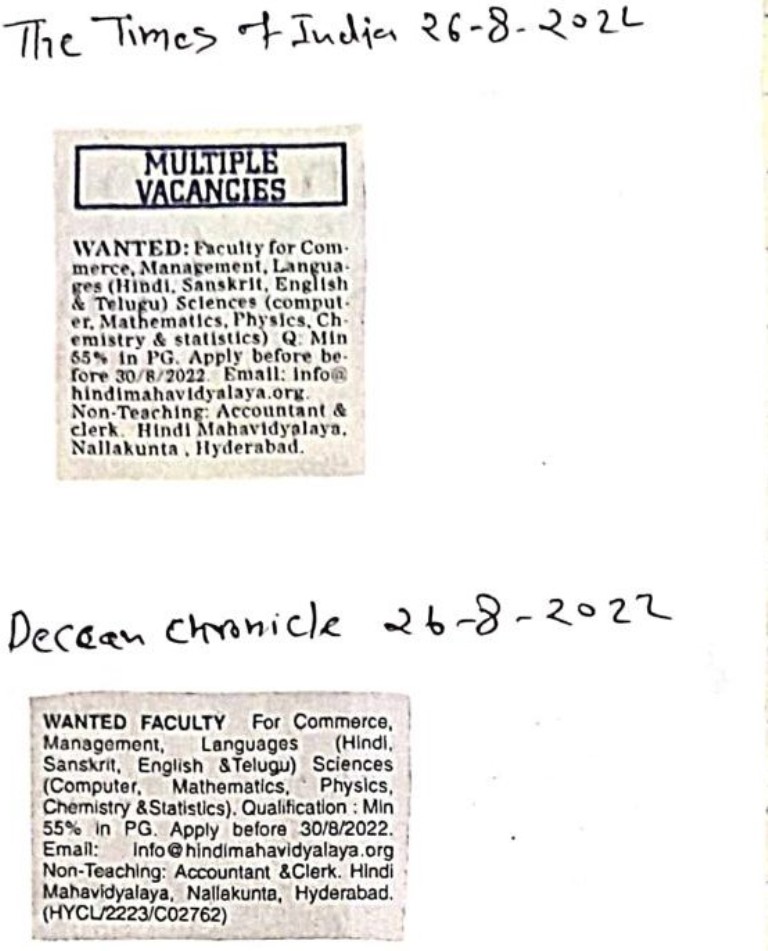 The Times of India 26-8-2022
MULTIPLE
VACANCIES
WANTED: Faculty for Com-
merce, Management, Langua-
ges (Hindi, Sanskrit, English
& Telugu) Sciences (comput-
er, Mathematics, Physics, Ch-
emistry & statistics) Q: Min
55% in PG. Apply before be-
fore 30/8/2022. Email: info@
hindimahavidyalaya.org.
Non-Teaching: Accountant &
clerk. Hindi Mahavidyalaya,
Nallakunta , Hyderabad.
Deccan Chronicle 26-8-2022
WANTED FACULTY For Commerce,
Management, Languages (Hindi,
Sanskrit, English &Telugu) Sciences
(Computer, Mathematics, Physics,
Chemistry &Statistics). Qualification : Min
55% in PG. Apply before 30/8/2022.
Email: info@hindimahavidyalaya.org
Non-Teaching: Accountant &Clerk. Hindi
Mahavidyalaya, Nallakunta, Hyderabad.
(HYCL/2223/C02762)